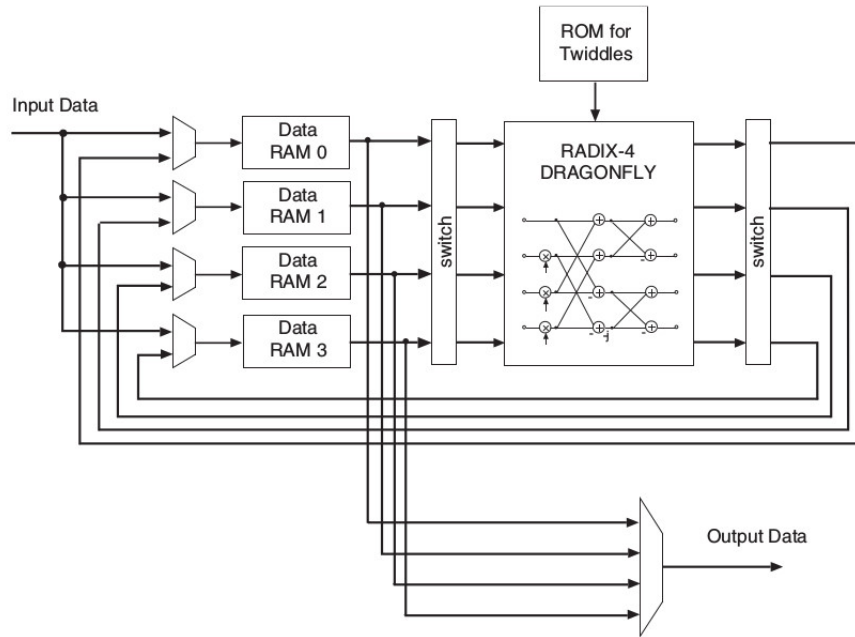 ROM for
Twiddles
Input Data
Data
RAM 0
Data
RAM 1
Data
RAM 2
Data
RAM 3
switch
RADIX-4
DRAGONFLY
-
-
-
-j
-
-
switch
Output Data